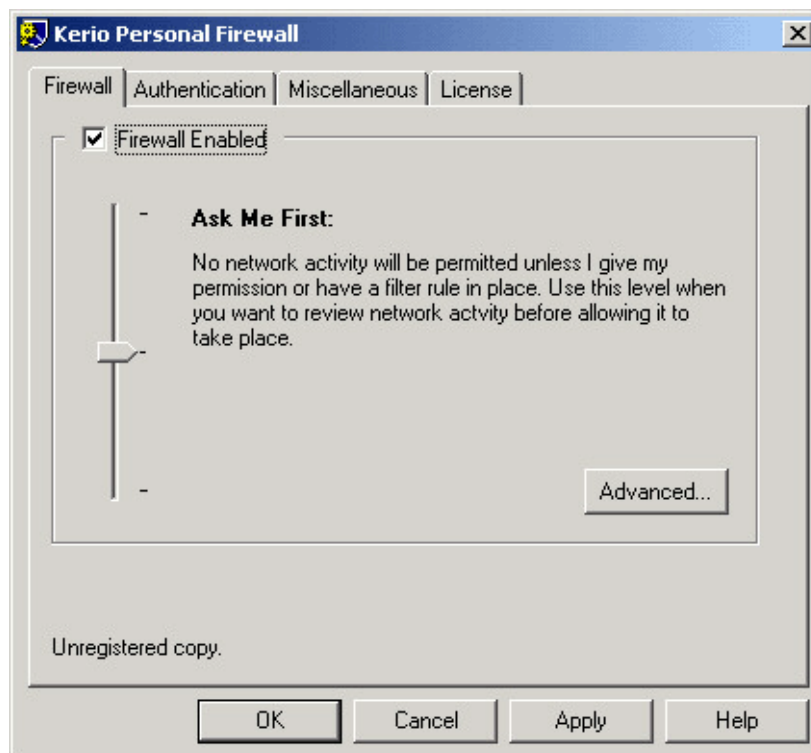 Kerio Personal Firewall
Firewall Authentication Miscellaneous License
Firewall Enabled
Ask Me First:
No network activity will be permitted unless I give my
permission or have a filter rule in place. Use this level when
you want to review network actvity before allowing it to
take place.
Advanced...
Unregistered copy.
OK Cancel Apply Help